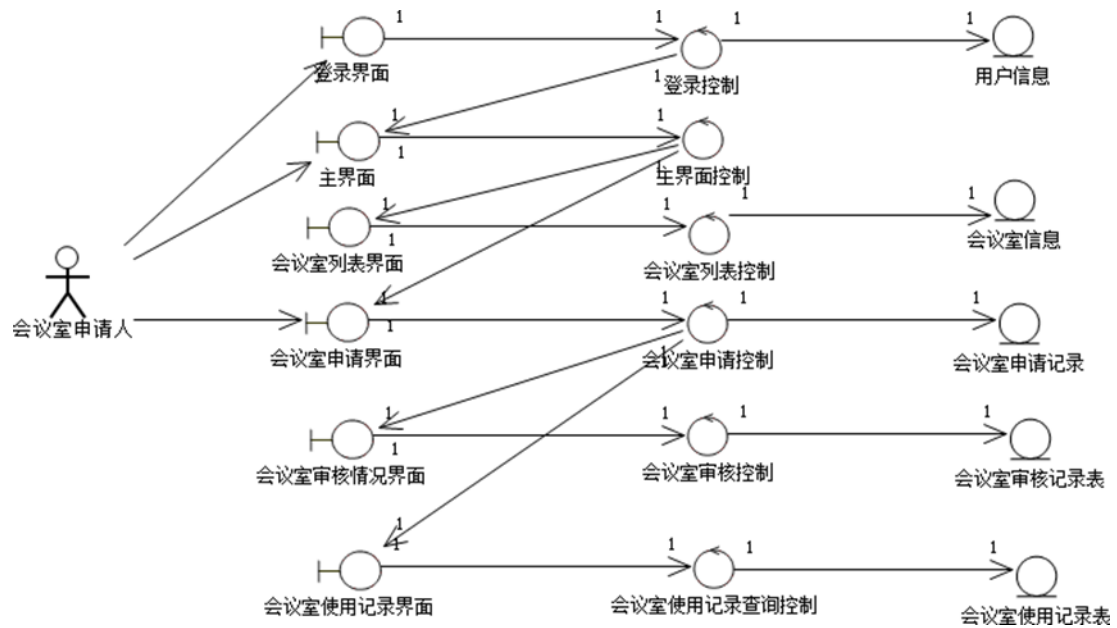 1 1 1 1
登录界面 1 登录控制 用户信息
1 1
1
主界面 1 主界面控制
1 1 1 1
1
会议室列表界面 会议室列表控制 会议室信息
1 1 1 1
会议室申请人 1
会议室申请界面 会议室申请控制 会议室申请记录
1 1 1 1
1
会议室审核情况界面 会议室审核控制 会议室审核记录表
1
1 1 1 1
会议室使用记录界面 会议室使用记录查询控制 会议室使用记录表